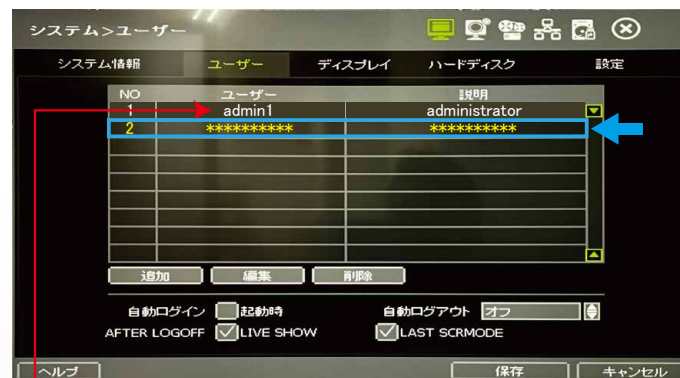 システム>ユーザー
システム情報 ユーザー ディスプレイ ハードディスク 設定
NO ユーザー 説明
1 admin1 administrator
2 ********** **********
追加 編集 削除
自動ログイン 起動時 自動ログアウト オフ
AFTER LOGOFF LIVE SHOW LAST SCRMODE
ヘルプ 保存 キャンセル